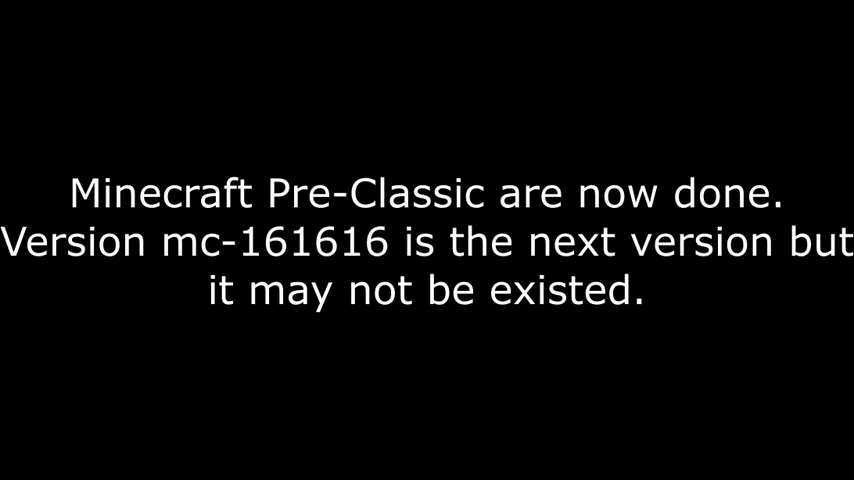 Minecraft Pre-Classic are now done.
Version mc-161616 is the next version but
it may not be existed.